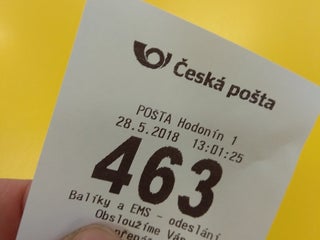 Česká pošta
POŠTA Hodonín 1
28.5.2018 13:01:25
463
Balíky a EMS - odeslání
Obsloužíme Vás